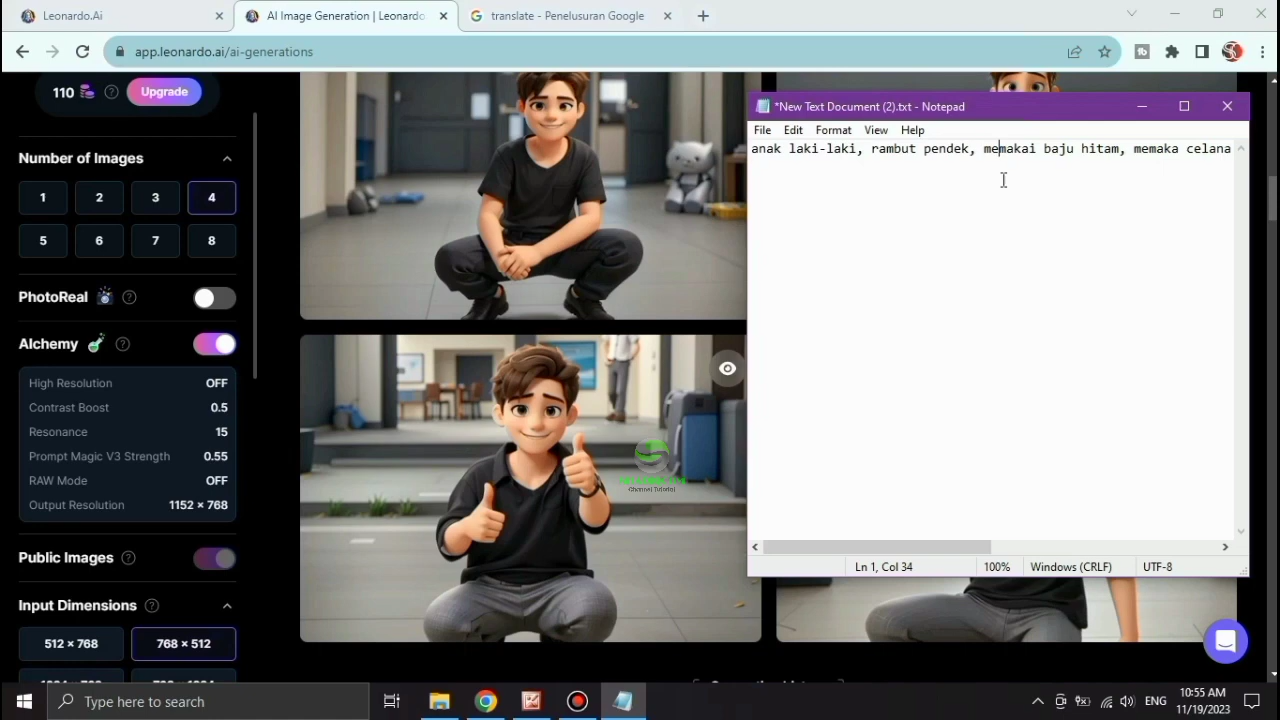 Leonardo.Ai
AI Image Generation | Leonardo
translate - Penelusuran Google
app.leonardo.ai/ai-generations
110
Upgrade
Number of Images
1 2 3 4
5 6 7 8
PhotoReal
Alchemy
High Resolution OFF
Contrast Boost 0.5
Resonance 15
Prompt Magic V3 Strength 0.55
RAW Mode OFF
Output Resolution 1152 × 768
Public Images
Input Dimensions
512 × 768 768 × 512
*New Text Document (2).txt - Notepad
File Edit Format View Help
anak laki-laki, rambut pendek, memakai baju hitam, memaka celana
Ln 1, Col 34 100% Windows (CRLF) UTF-8
Channel Tutorial
Type here to search
ENG
10:55 AM
11/19/2023